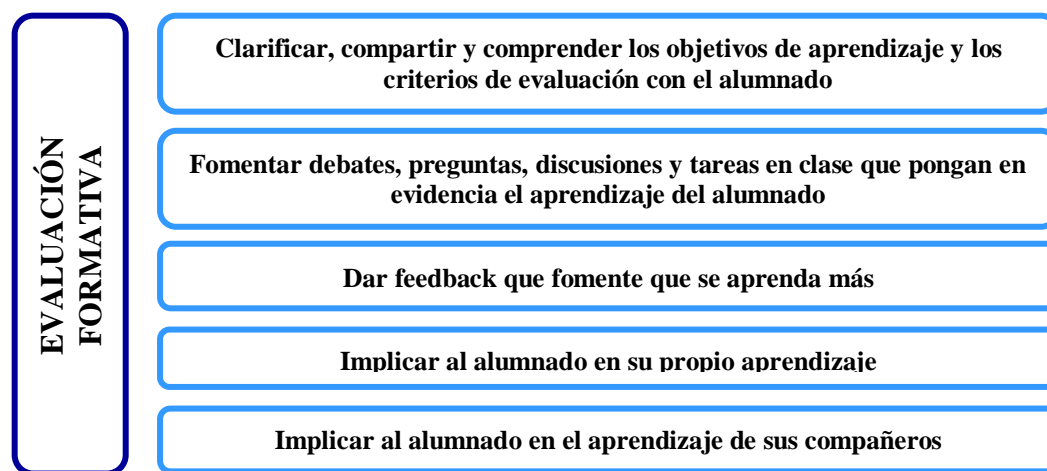 EVALUACIÓN
FORMATIVA
Clarificar, compartir y comprender los objetivos de aprendizaje y los
criterios de evaluación con el alumnado
Fomentar debates, preguntas, discusiones y tareas en clase que pongan en
evidencia el aprendizaje del alumnado
Dar feedback que fomente que se aprenda más
Implicar al alumnado en su propio aprendizaje
Implicar al alumnado en el aprendizaje de sus compañeros